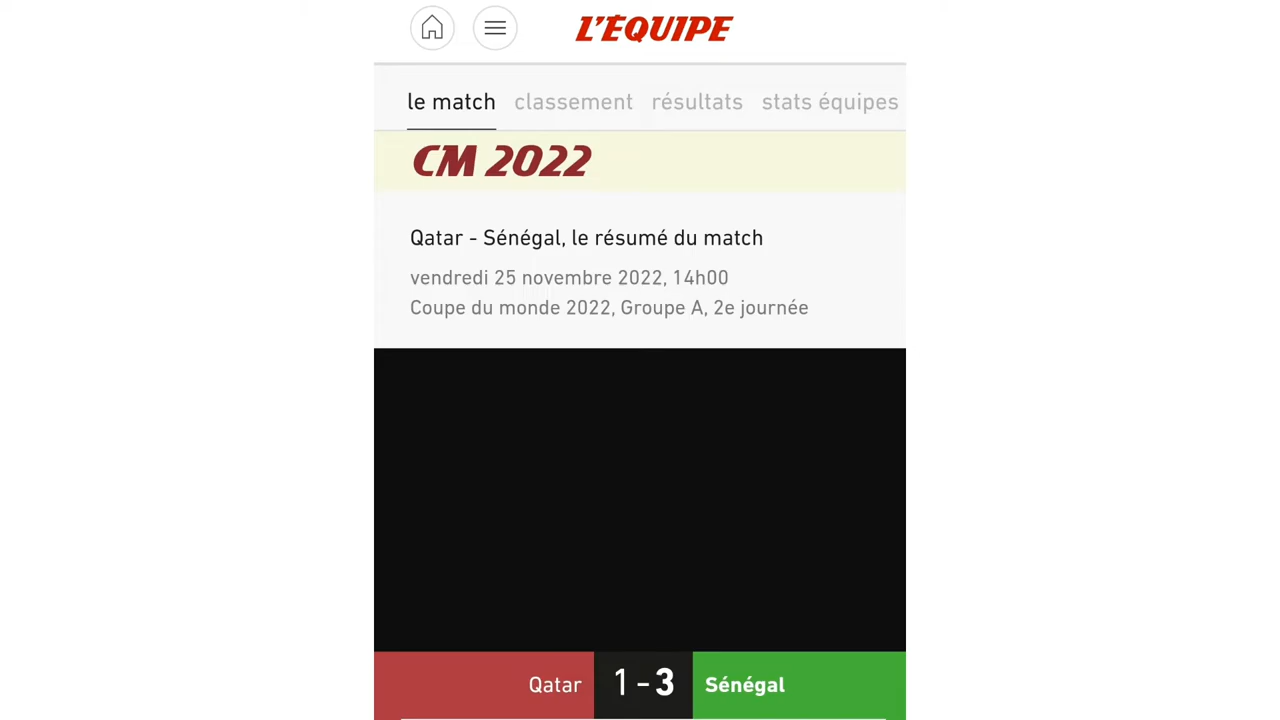 L'ÉQUIPE
le match classement résultats stats équipes
CM 2022
Qatar - Sénégal, le résumé du match
vendredi 25 novembre 2022, 14h00
Coupe du monde 2022, Groupe A, 2e journée
Qatar 1 - 3 Sénégal